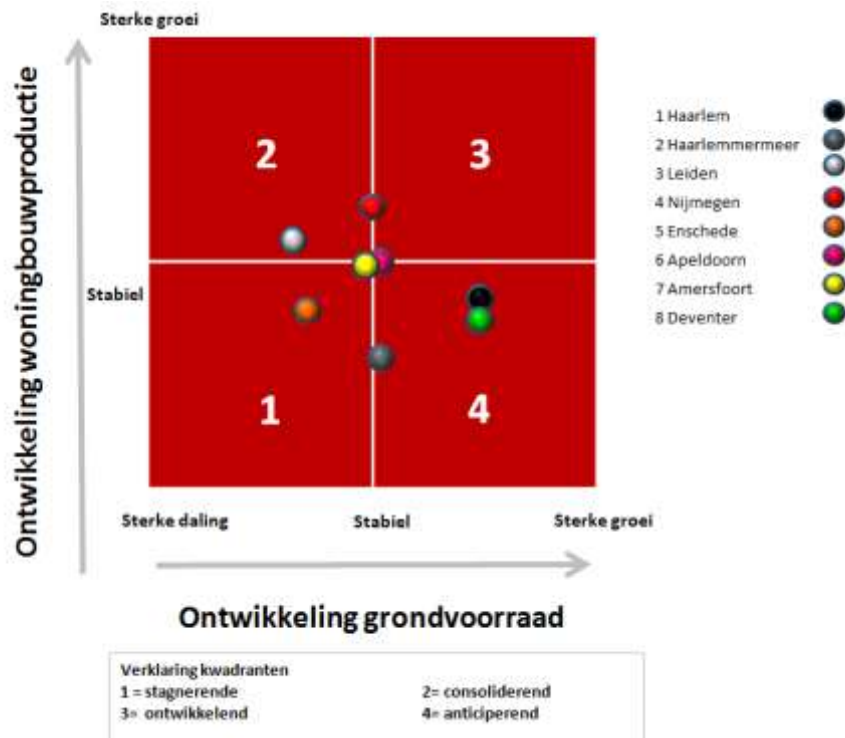 Sterke groei
Ontwikkeling woningbouwproductie
2
3
1 Haarlem
2 Haarlemmermeer
3 Leiden
4 Nijmegen
5 Enschede
6 Apeldoorn
7 Amersfoort
8 Deventer
Stabiel
1
4
Sterke daling
Stabiel
Sterke groei
Ontwikkeling grondvoorraad
Verklaring kwadranten
1 = stagnerende
2= consoliderend
3= ontwikkelend
4= anticiperend